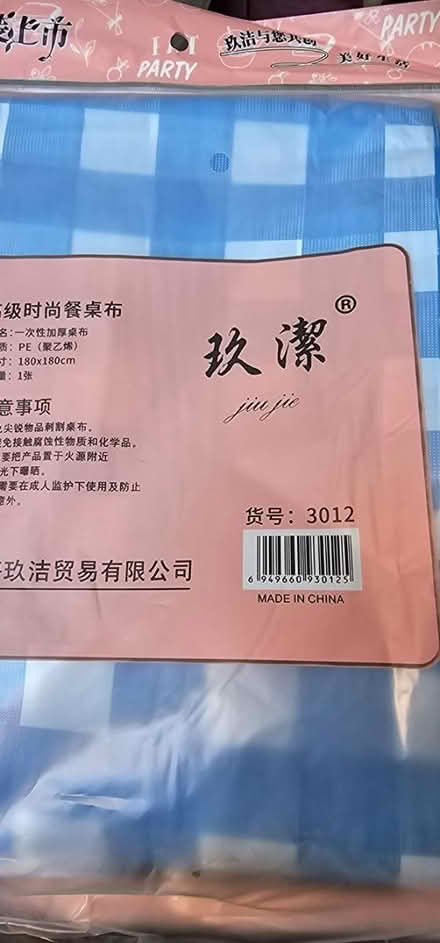 上市
PARTY
玖洁与您共创
美好生活
PARTY
级时尚餐桌布
名：一次性加厚桌布
质：PE（聚乙烯）
寸：180x180cm
量：1张
意事项
尖锐物品刺割桌布。
免接触腐蚀性物质和化学品。
要把产品置于火源附近
光下曝晒。
需要在成人监护下使用及防止
意外。
玖洁贸易有限公司
玖潔®
jiu jie
货号：3012
6 949660 930125
MADE IN CHINA